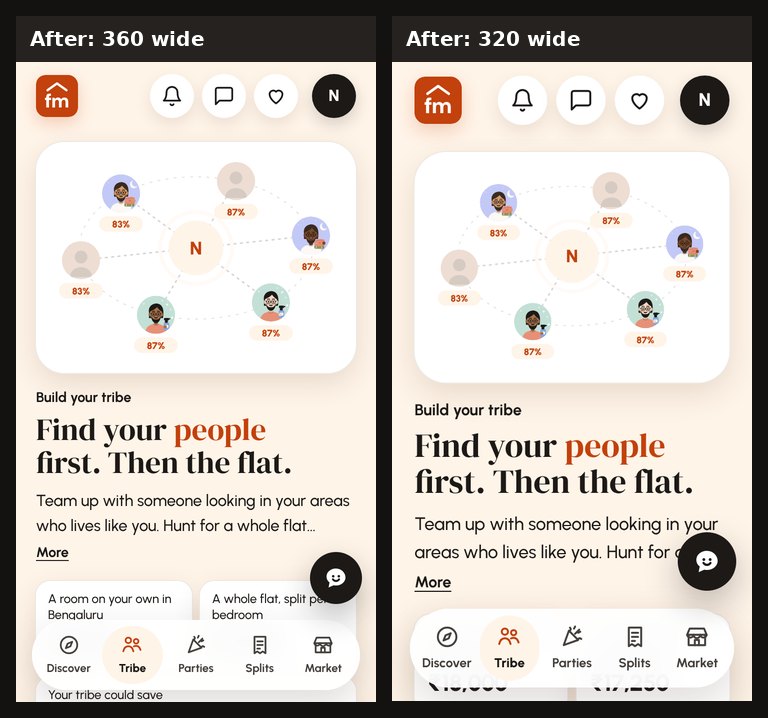 After: 360 wide
fm
N
83%
87%
N
87%
83%
87%
87%
Build your tribe
Find your people
first. Then the flat.
Team up with someone looking in your areas
who lives like you. Hunt for a whole flat...
More
A room on your own in
Bengaluru
A whole flat, split per
bedroom
Discover
Tribe
Parties
Splits
Market
Your tribe could save
After: 320 wide
fm
N
83%
87%
N
87%
83%
87%
87%
Build your tribe
Find your people
first. Then the flat.
Team up with someone looking in your
areas who lives like you. Hunt for
More
Discover
Tribe
Parties
Splits
Market
₹18,000
₹17,250